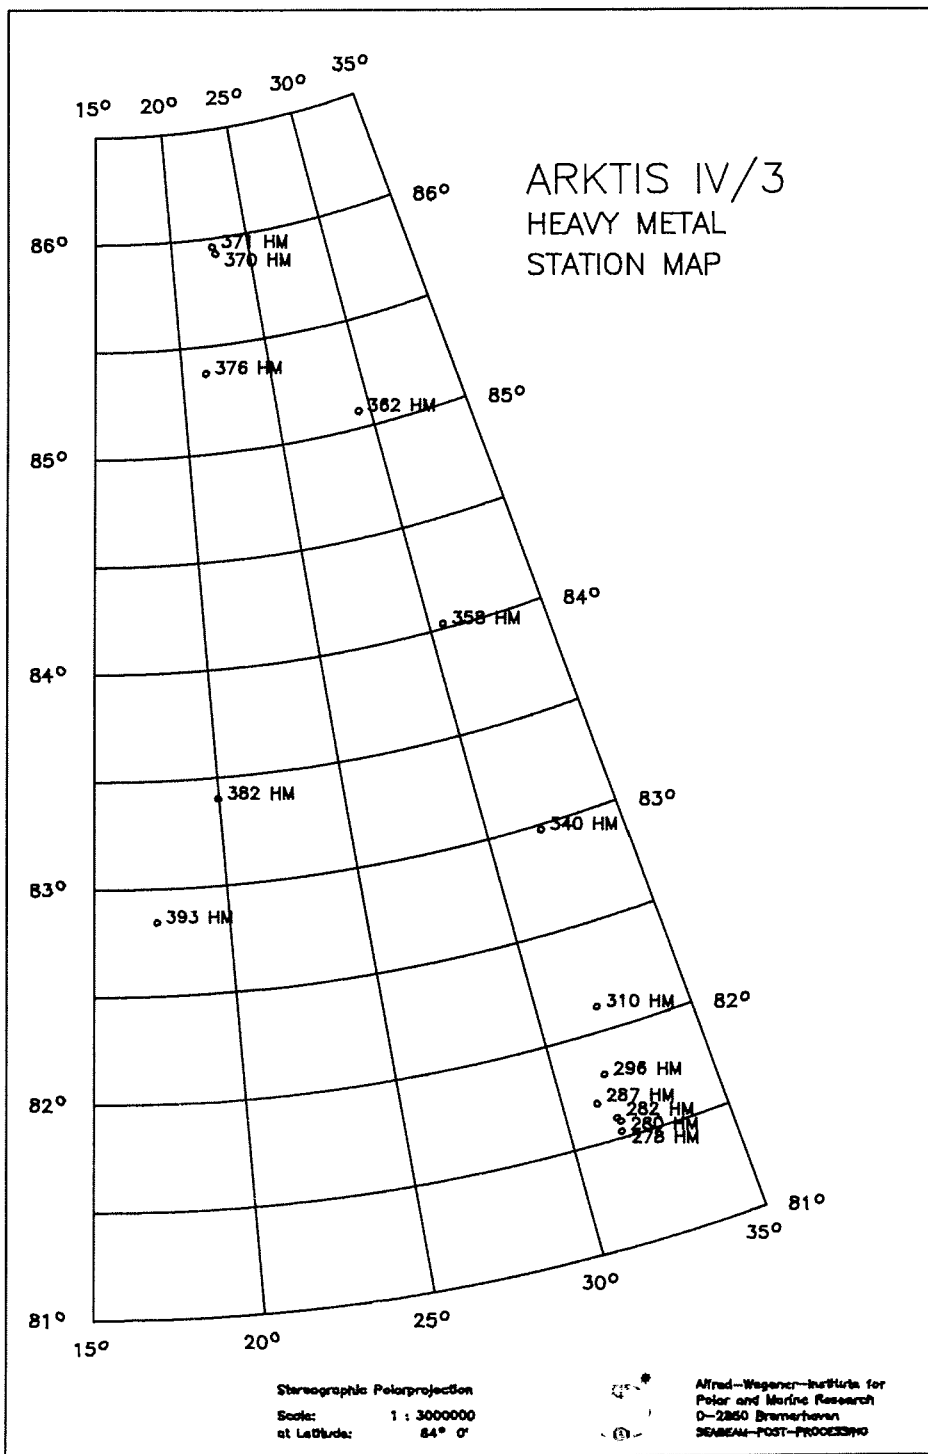 35°
30°
25°
20°
15°
ARKTIS IV/3
86°
HEAVY METAL
371 HM
86°
370 HM
STATION MAP
376 HM
85°
362 HM
85°
84°
358 HM
84°
382 HM
83°
340 HM
83°
393 HM
82°
310 HM
296 HM
287 HM
82°
282 HM
280 HM
278 HM
81°
35°
30°
25°
81°
20°
15°
Stereographic Polarprojection
Scale: 1 : 3000000
at Latitude: 84° 0'
Alfred-Wegener-Institute for
Polar and Marine Research
D-2850 Bremerhaven
SEABEAM-POST-PROCESSING